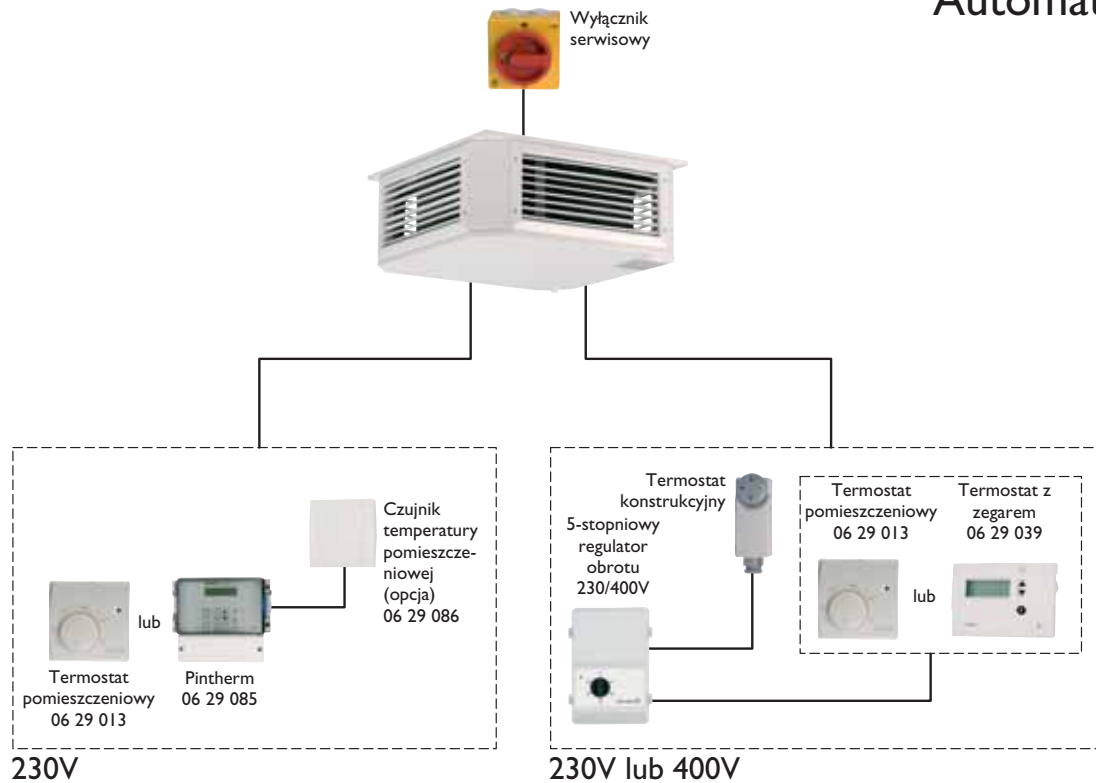 Automat
Wyłącznik
serwisowy
Czujnik
temperatury
pomieszcze-
niowej
(opcja)
06 29 086
lub
Termostat
pomieszczeniowy
06 29 013
Pintherm
06 29 085
230V
Termostat
konstrukcyjny
5-stopniowy
regulator
obrotu
230/400V
Termostat
pomieszczeniowy
06 29 013
Termostat z
zegarem
06 29 039
lub
230V lub 400V